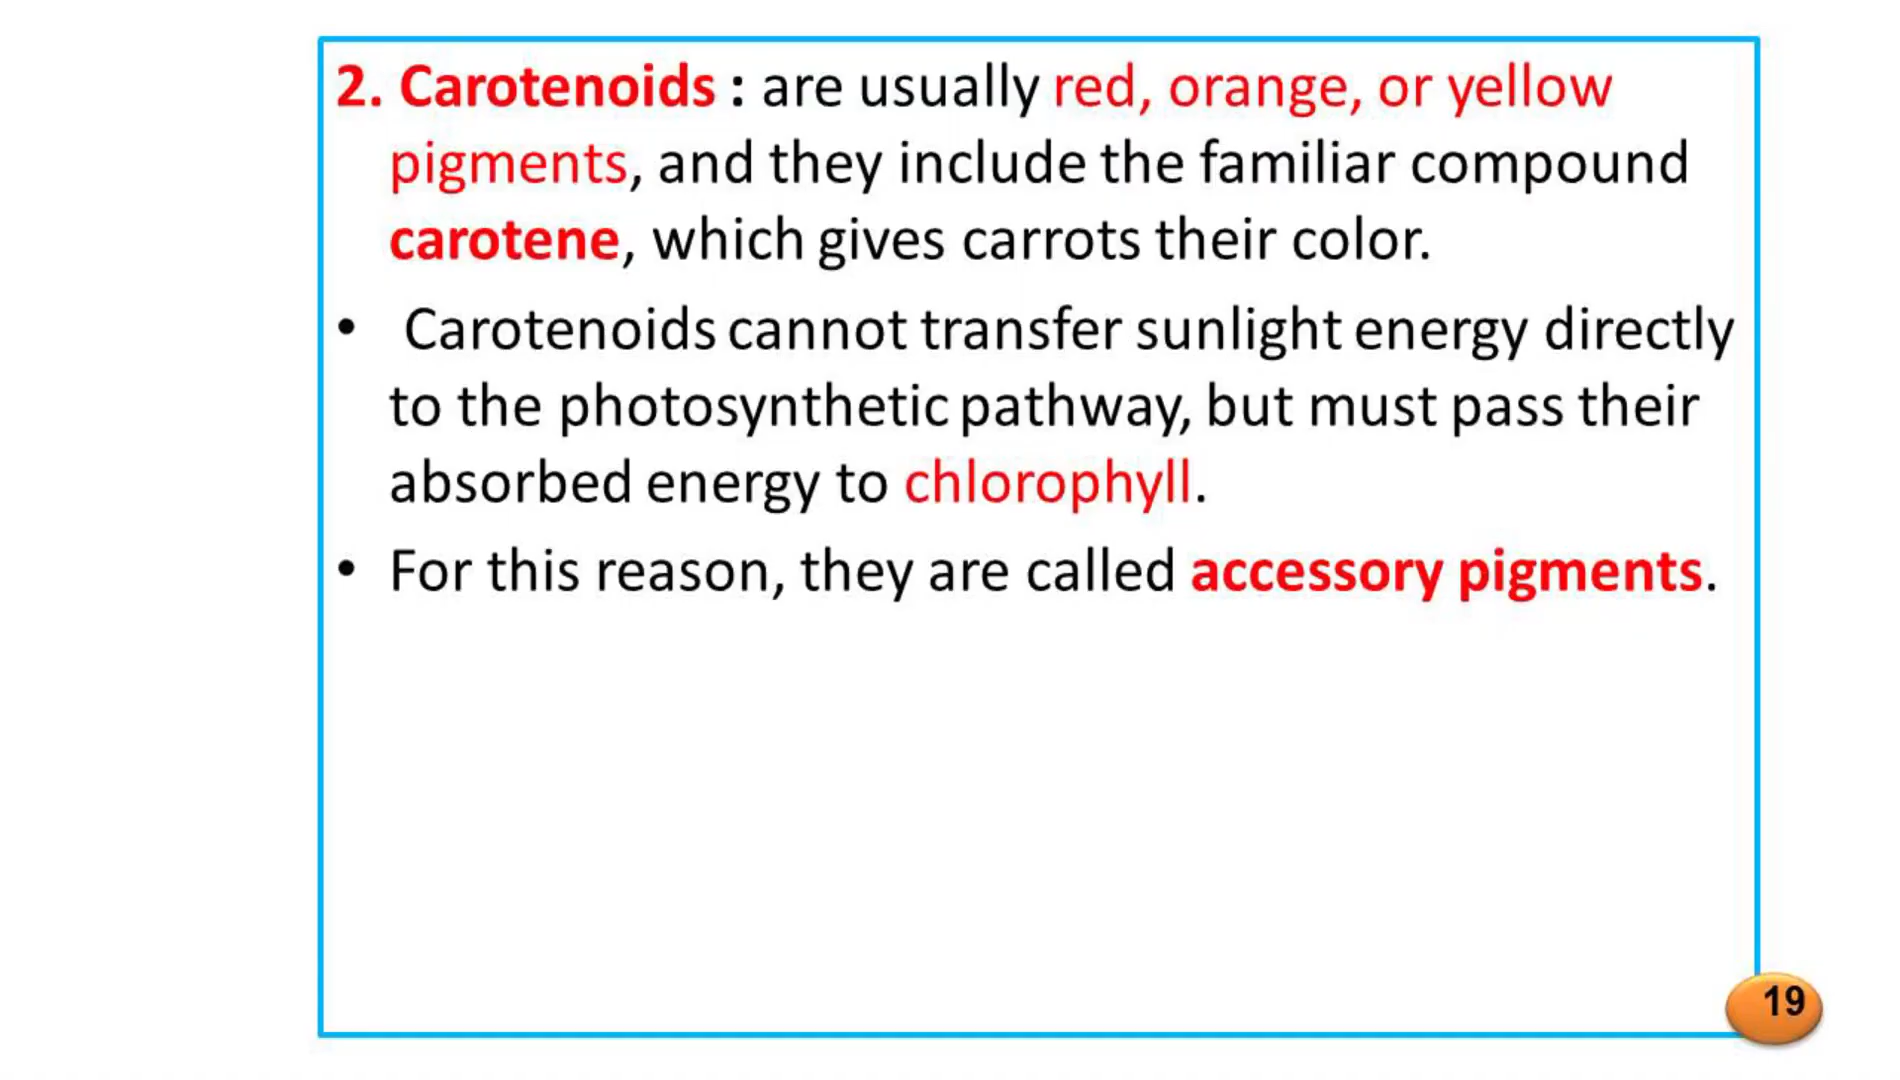 2. Carotenoids : are usually red, orange, or yellow
pigments, and they include the familiar compound
carotene, which gives carrots their color.
• Carotenoids cannot transfer sunlight energy directly
to the photosynthetic pathway, but must pass their
absorbed energy to chlorophyll.
• For this reason, they are called accessory pigments.
19